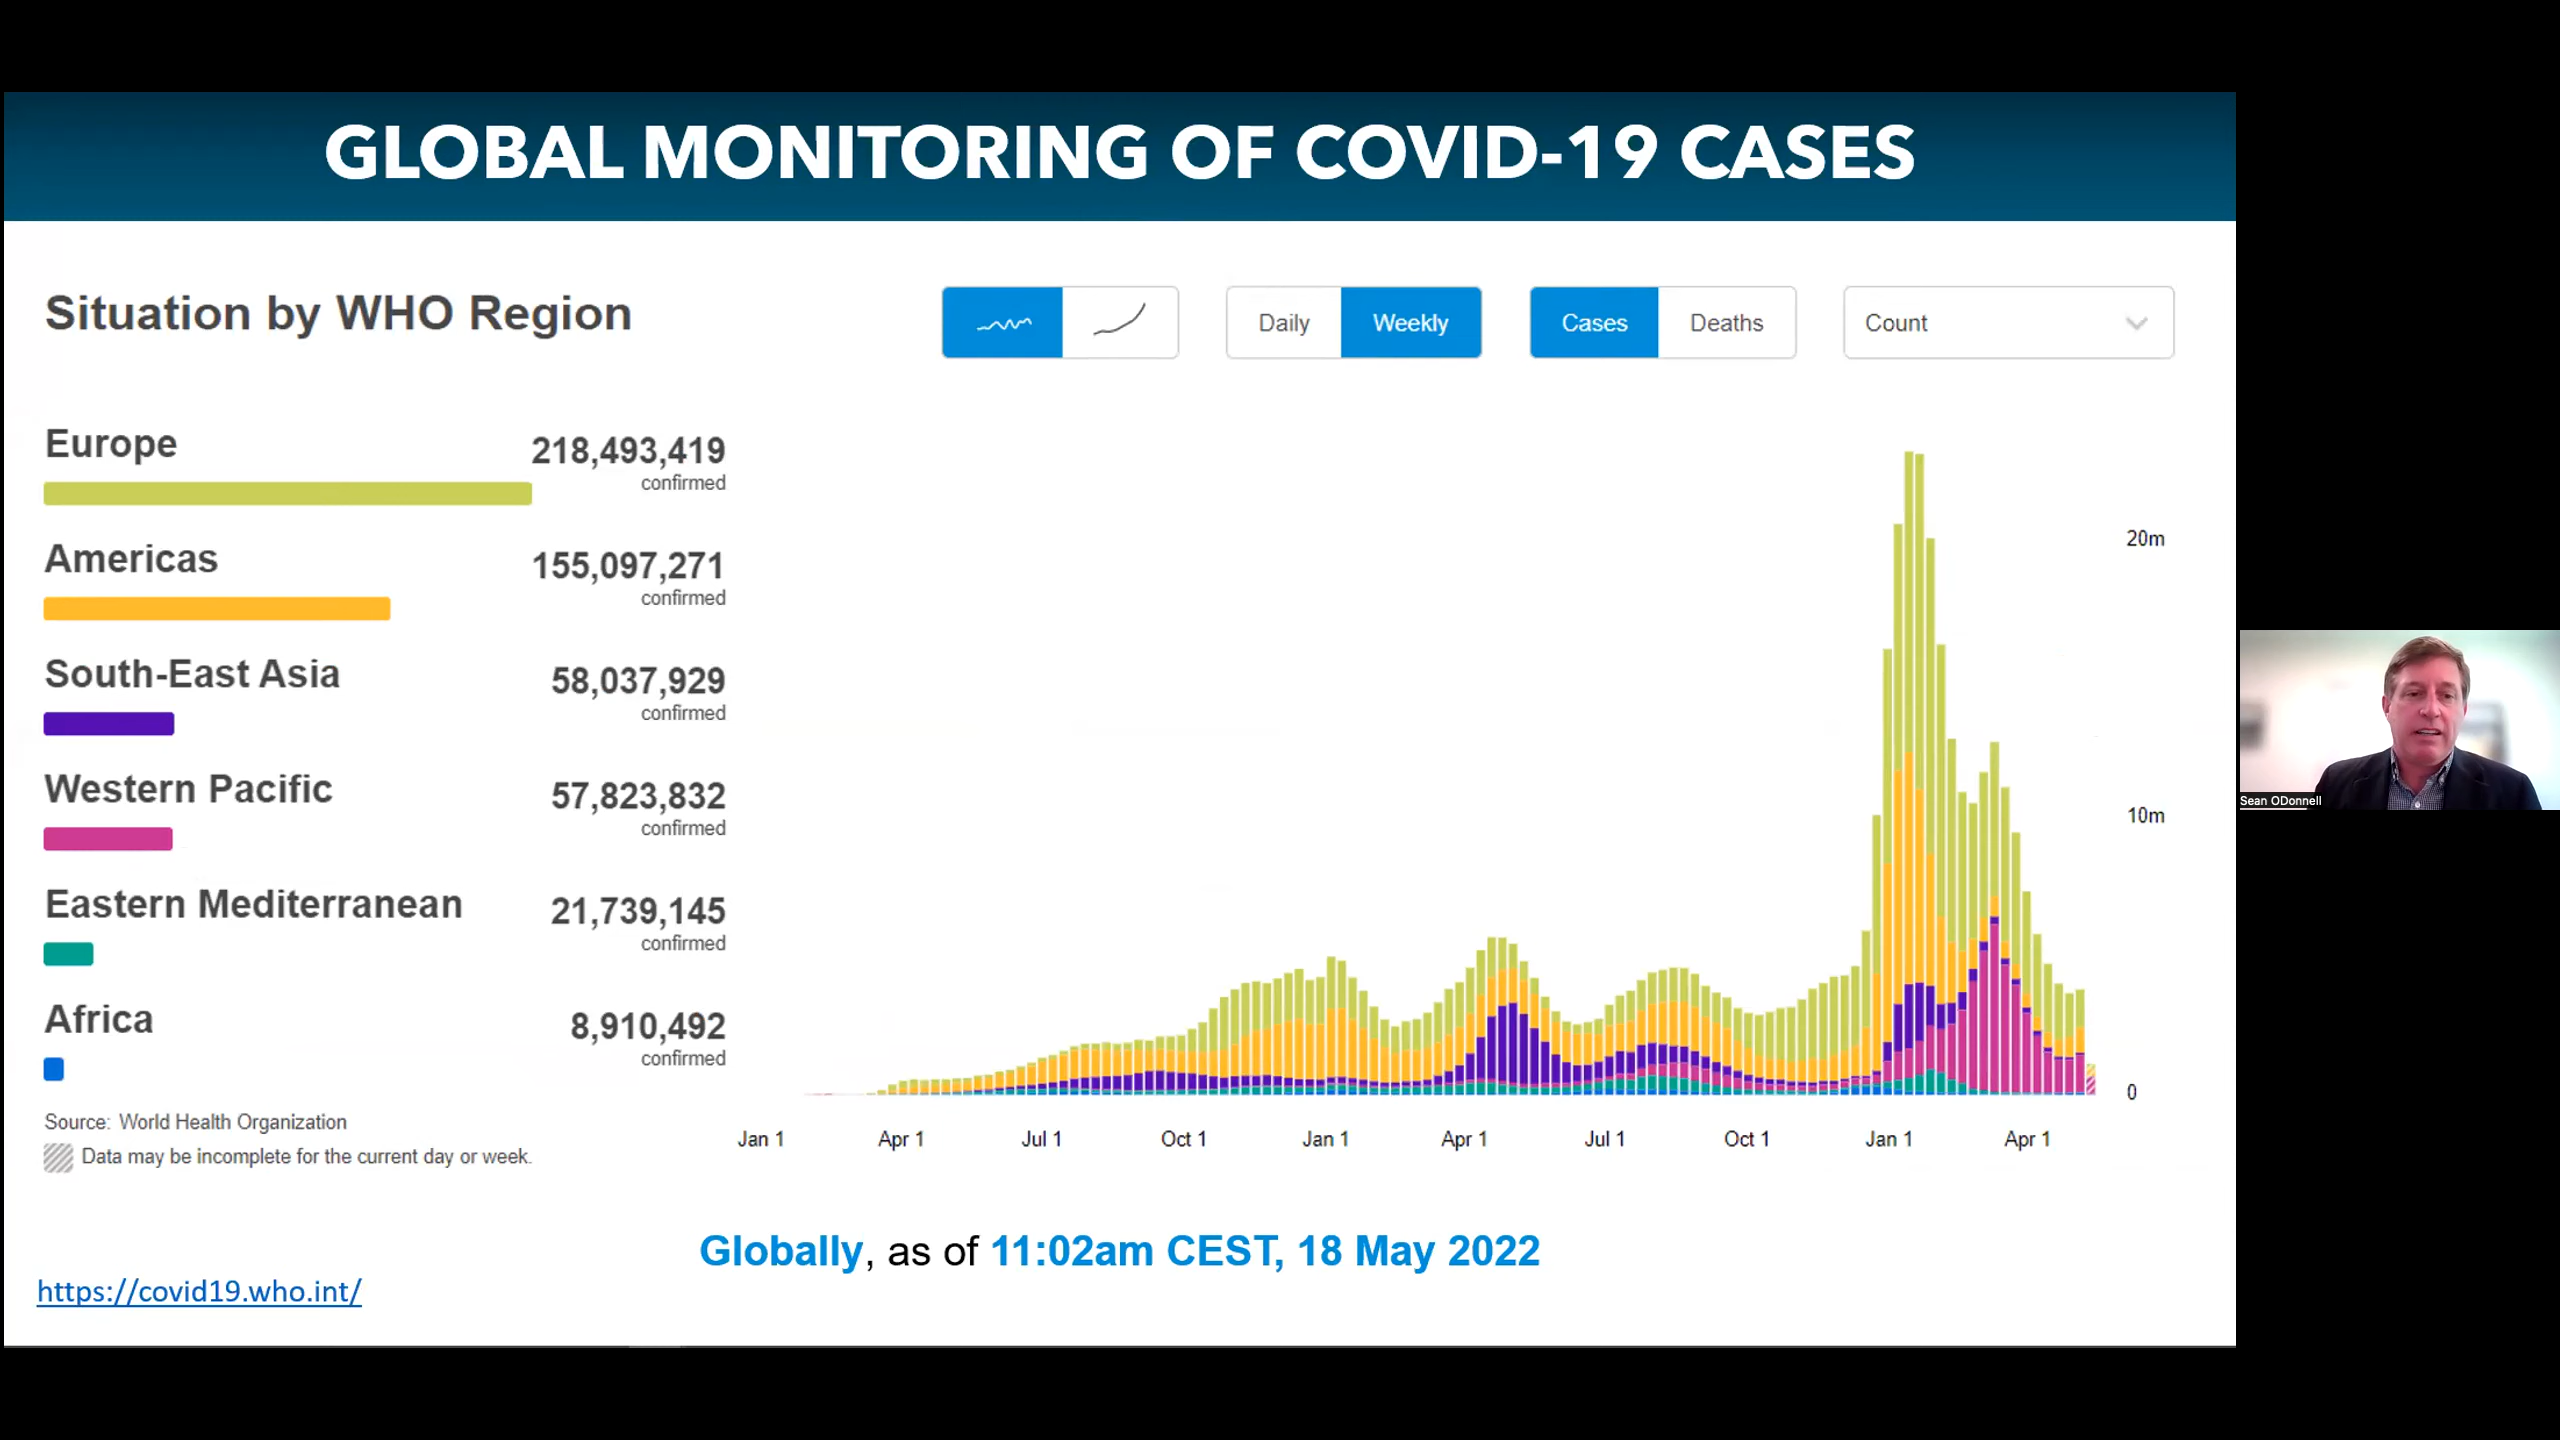 GLOBAL MONITORING OF COVID-19 CASES
Situation by WHO Region
Daily
Weekly
Cases
Deaths
Count
Europe
218,493,419
confirmed
Americas
155,097,271
confirmed
South-East Asia
58,037,929
confirmed
Western Pacific
57,823,832
confirmed
Eastern Mediterranean
21,739,145
confirmed
Africa
8,910,492
confirmed
Source: World Health Organization
Data may be incomplete for the current day or week.
20m
10m
0
Jan 1
Apr 1
Jul 1
Oct 1
Jan 1
Apr 1
Jul 1
Oct 1
Jan 1
Apr 1
Globally, as of 11:02am CEST, 18 May 2022
https://covid19.who.int/
Sean ODonnell